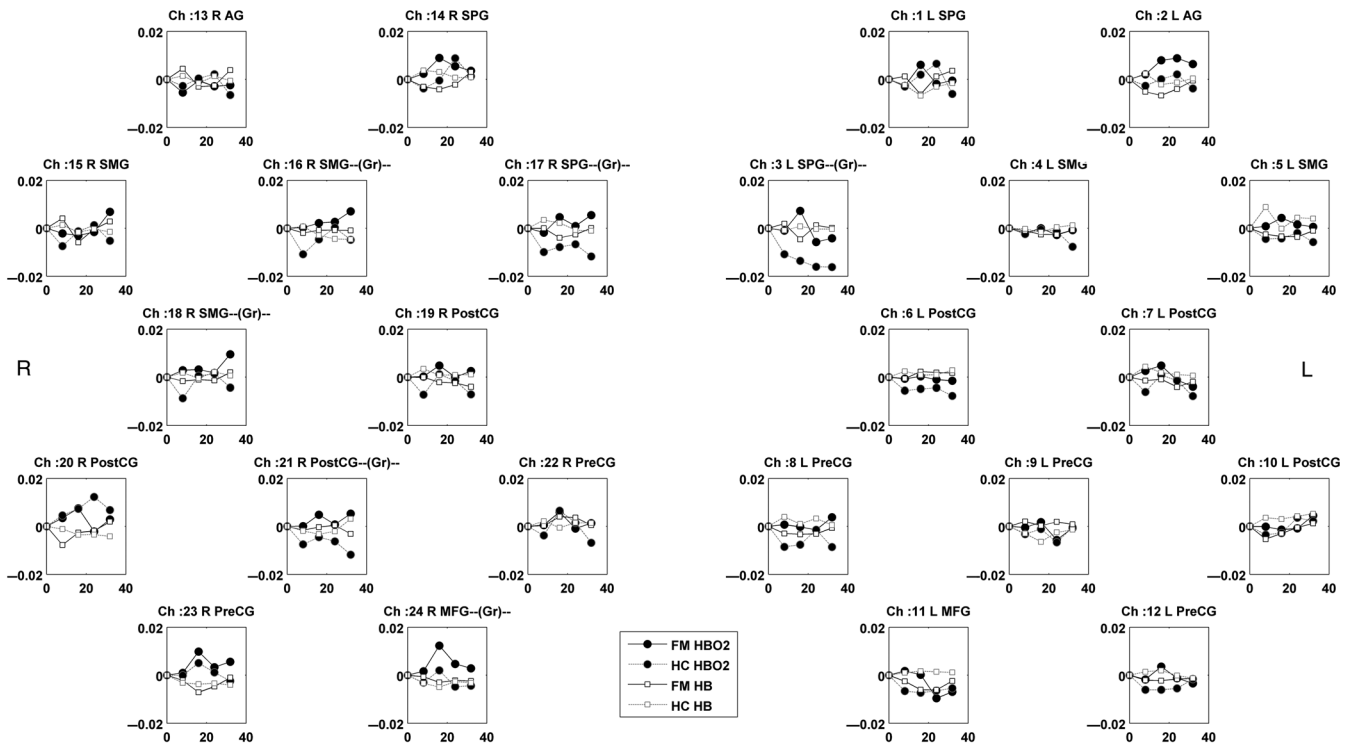 Ch :13 R AG
Ch :14 R SPG
Ch :1 L SPG
Ch :2 L AG
0.02
0.02
0.02
0.02
0
0
0
0
—0.02
—0.02
—0.02
—0.02
0 20 40
0 20 40
0 20 40
0 20 40
Ch :15 R SMG
Ch :16 R SMG--(Gr)--
Ch :17 R SPG--(Gr)--
Ch :3 L SPG--(Gr)--
Ch :4 L SMG
Ch :5 L SMG
0.02
0.02
0.02
0.02
0.02
0.02
0
0
0
0
0
0
—0.02
—0.02
—0.02
—0.02
—0.02
—0.02
0 20 40
0 20 40
0 20 40
0 20 40
0 20 40
0 20 40
Ch :18 R SMG--(Gr)--
Ch :19 R PostCG
Ch :6 L PostCG
Ch :7 L PostCG
0.02
0.02
0.02
0.02
R
L
0
0
0
0
—0.02
—0.02
—0.02
—0.02
0 20 40
0 20 40
0 20 40
0 20 40
Ch :20 R PostCG
Ch :21 R PostCG--(Gr)--
Ch :22 R PreCG
Ch :8 L PreCG
Ch :9 L PreCG
Ch :10 L PostCG
0.02
0.02
0.02
0.02
0.02
0.02
0
0
0
0
0
0
—0.02
—0.02
—0.02
—0.02
—0.02
—0.02
0 20 40
0 20 40
0 20 40
0 20 40
0 20 40
0 20 40
Ch :23 R PreCG
Ch :24 R MFG--(Gr)--
Ch :11 L MFG
Ch :12 L PreCG
0.02
0.02
0.02
0.02
0
0
0
0
—0.02
—0.02
—0.02
—0.02
0 20 40
0 20 40
0 20 40
0 20 40
FM HBO2
HC HBO2
FM HB
HC HB